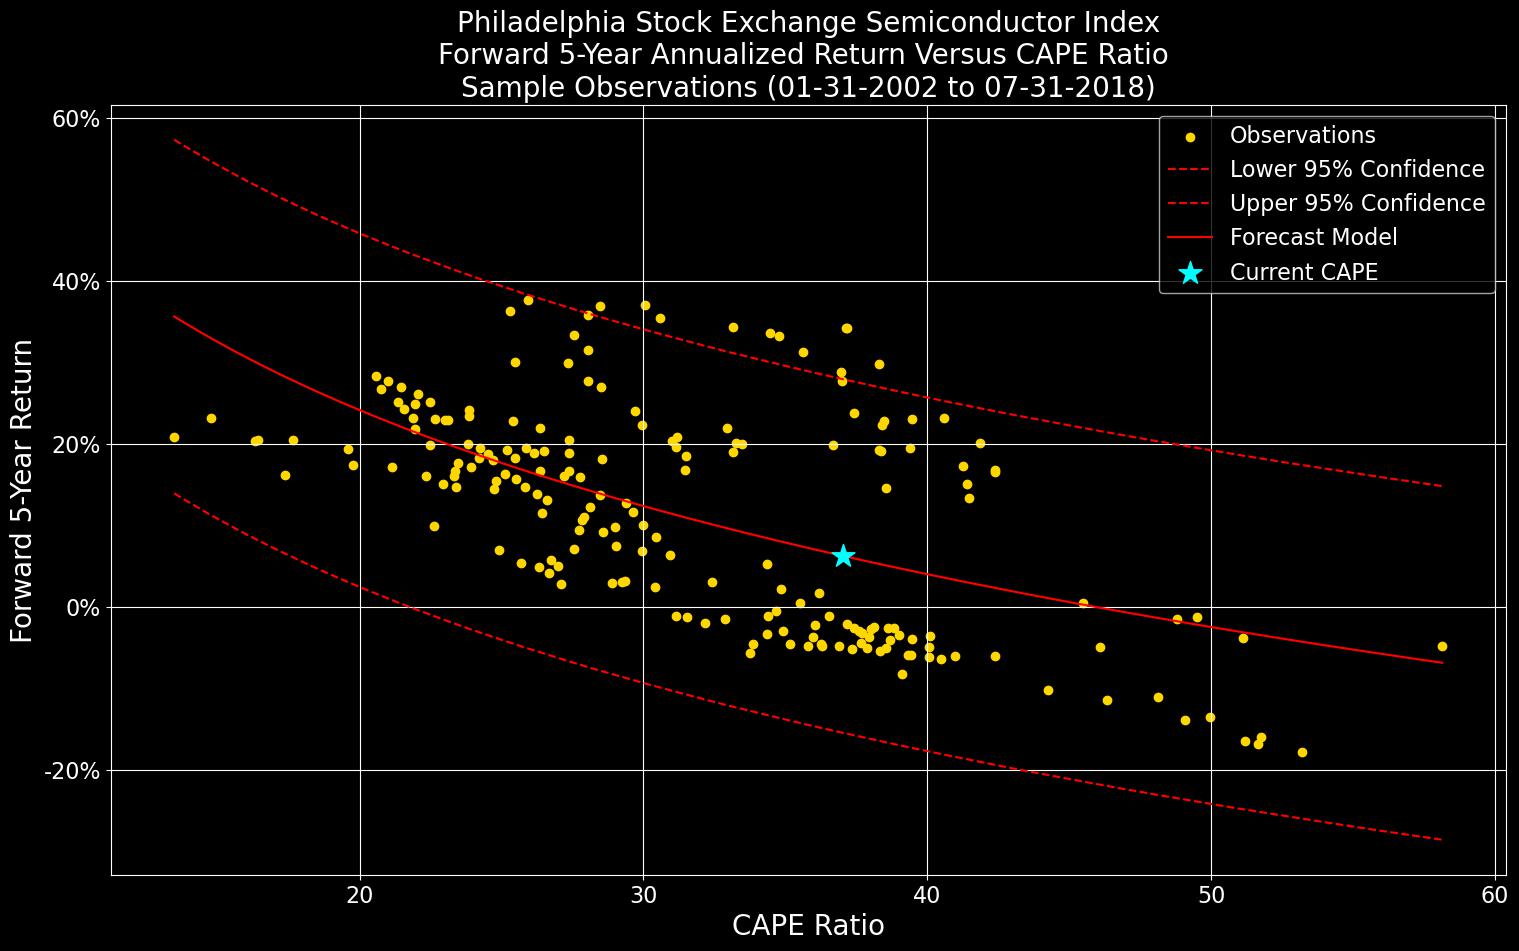 Philadelphia Stock Exchange Semiconductor Index
Forward 5-Year Annualized Return Versus CAPE Ratio
Sample Observations (01-31-2002 to 07-31-2018)
Observations
Lower 95% Confidence
Upper 95% Confidence
Forecast Model
Current CAPE
Forward 5-Year Return
60%
40%
20%
0%
-20%
20
30
40
50
60
CAPE Ratio